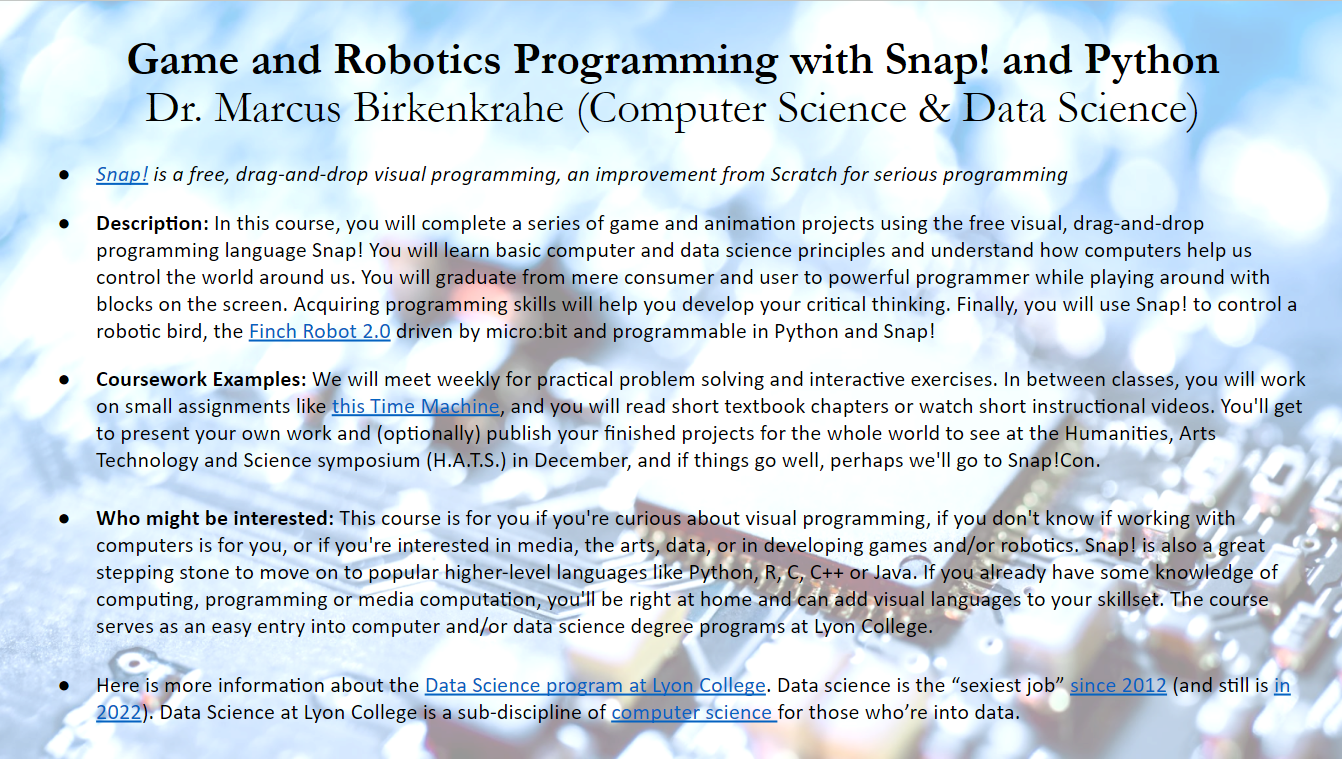 Game and Robotics Programming with Snap! and Python
Dr. Marcus Birkenkrahe (Computer Science & Data Science)
● Snap! is a free, drag-and-drop visual programming, an improvement from Scratch for serious programming
● Description: In this course, you will complete a series of game and animation projects using the free visual, drag-and-drop
programming language Snap! You will learn basic computer and data science principles and understand how computers help us
control the world around us. You will graduate from mere consumer and user to powerful programmer while playing around with
blocks on the screen. Acquiring programming skills will help you develop your critical thinking. Finally, you will use Snap! to control a
robotic bird, the Finch Robot 2.0 driven by micro:bit and programmable in Python and Snap!
● Coursework Examples: We will meet weekly for practical problem solving and interactive exercises. In between classes, you will work
on small assignments like this Time Machine, and you will read short textbook chapters or watch short instructional videos. You'll get
to present your own work and (optionally) publish your finished projects for the whole world to see at the Humanities, Arts
Technology and Science symposium (H.A.T.S.) in December, and if things go well, perhaps we'll go to Snap!Con.
● Who might be interested: This course is for you if you're curious about visual programming, if you don't know if working with
computers is for you, or if you're interested in media, the arts, data, or in developing games and/or robotics. Snap! is also a great
stepping stone to move on to popular higher-level languages like Python, R, C, C++ or Java. If you already have some knowledge of
computing, programming or media computation, you'll be right at home and can add visual languages to your skillset. The course
serves as an easy entry into computer and/or data science degree programs at Lyon College.
● Here is more information about the Data Science program at Lyon College. Data science is the “sexiest job” since 2012 (and still is in
2022). Data Science at Lyon College is a sub-discipline of computer science for those who’re into data.